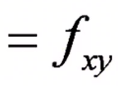 = f_{xy}